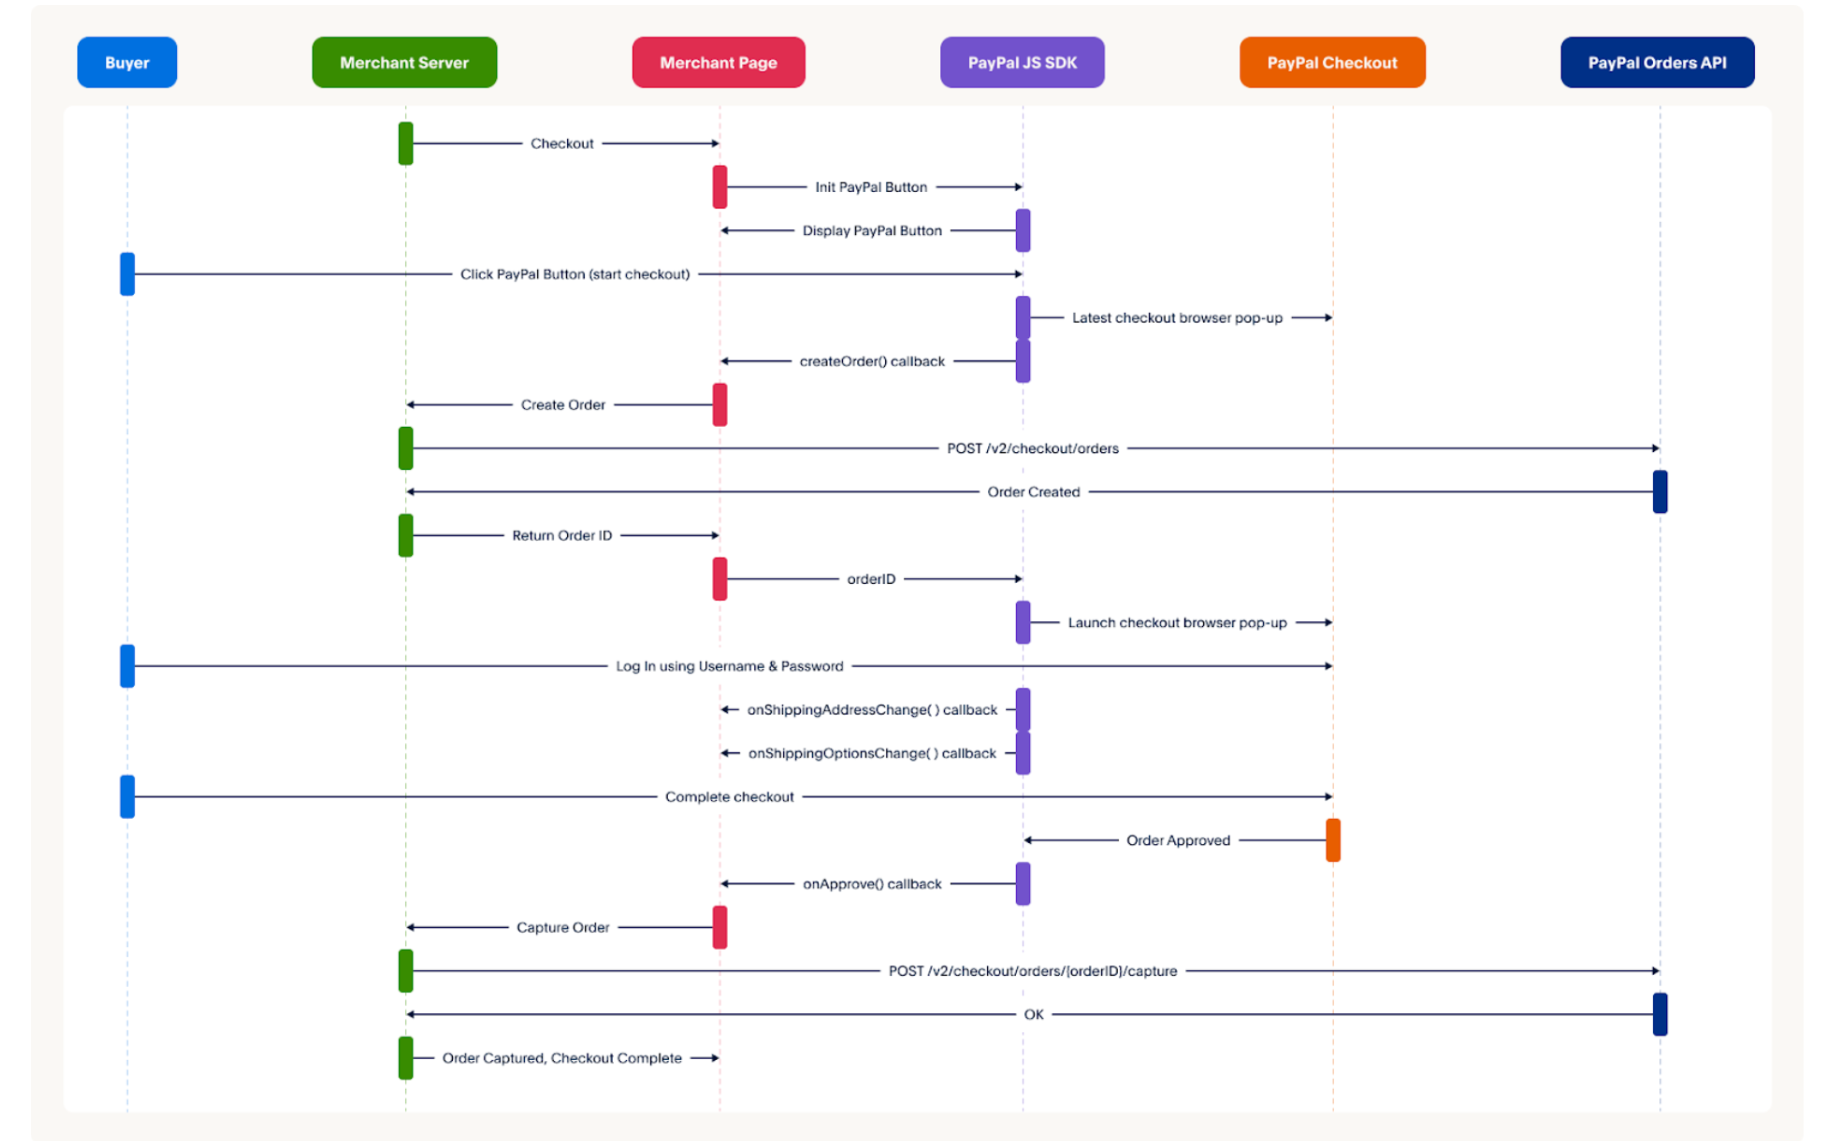 Buyer
Merchant Server
Merchant Page
PayPal JS SDK
PayPal Checkout
PayPal Orders API
Checkout
Init PayPal Button
Display PayPal Button
Click PayPal Button (start checkout)
Latest checkout browser pop-up
createOrder() callback
Create Order
POST /v2/checkout/orders
Order Created
Return Order ID
orderID
Launch checkout browser pop-up
Log In using Username & Password
onShippingAddressChange( ) callback
onShippingOptionsChange( ) callback
Complete checkout
Order Approved
onApprove() callback
Capture Order
POST /v2/checkout/orders/{orderID}/capture
OK
Order Captured, Checkout Complete